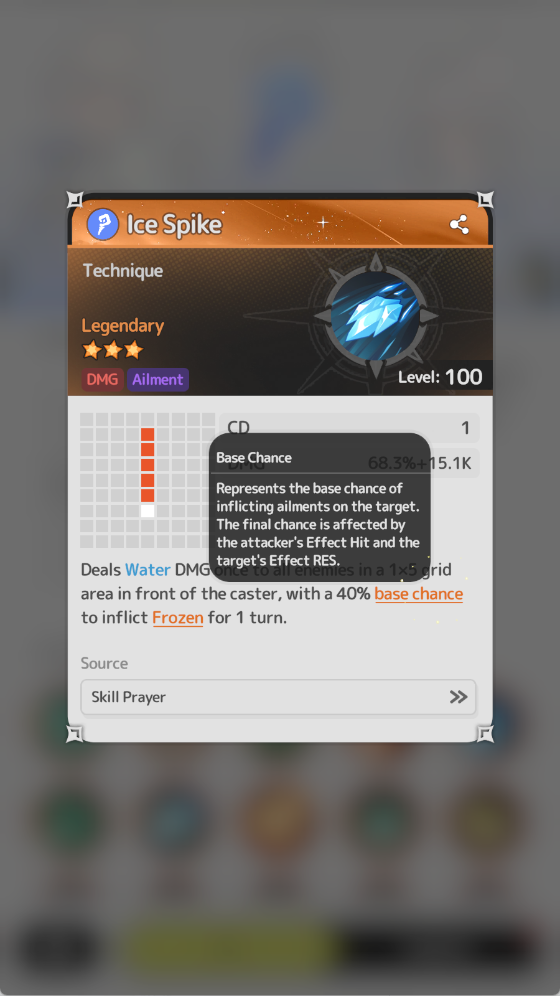 Ice Spike
Technique
Legendary
DMG Ailment
Level: 100
CD 1
DMG 68.3%+15.1K
Base Chance
Represents the base chance of
inflicting ailments on the target.
The final chance is affected by
the attacker's Effect Hit and the
target's Effect RES.
Deals Water DMG once to all enemies in a 1×5 grid
area in front of the caster, with a 40% base chance
to inflict Frozen for 1 turn.
Source
Skill Prayer